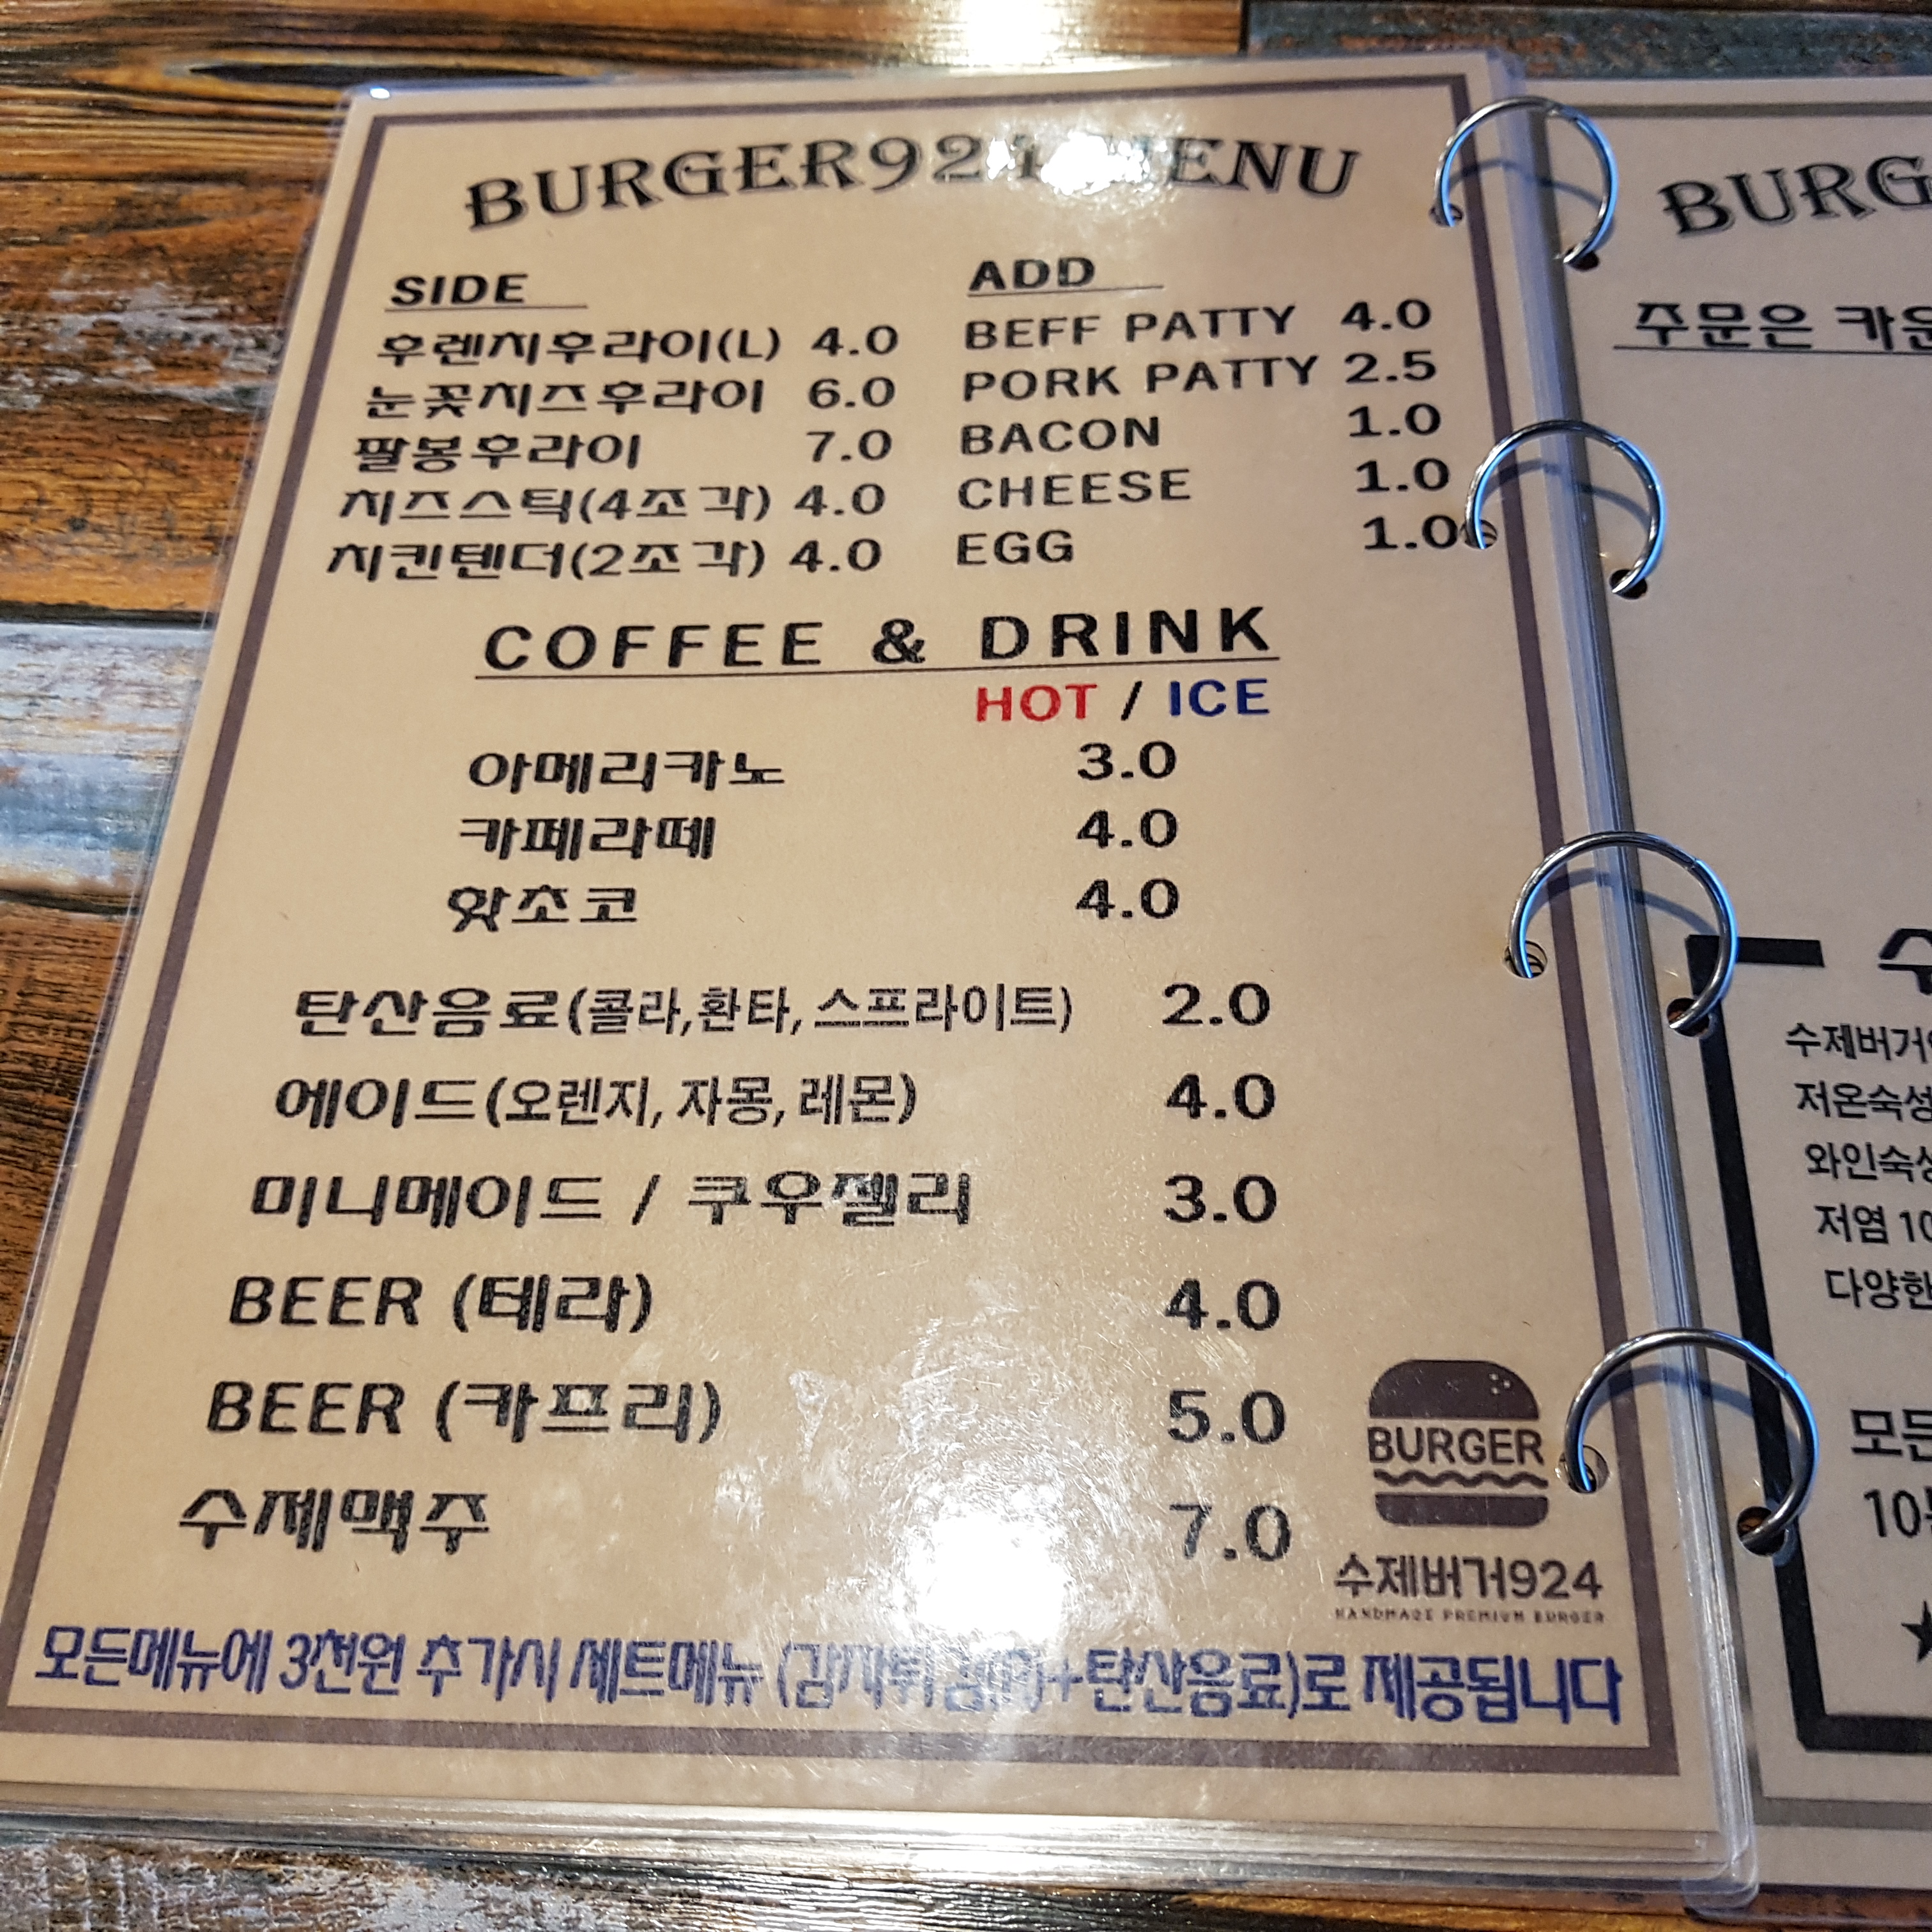 BURGER924 MENU
SIDE
후렌치후라이(L) 4.0
눈꽃치즈후라이 6.0
팔봉후라이 7.0
치즈스틱(4조각) 4.0
치킨텐더(2조각) 4.0
ADD
BEFF PATTY 4.0
PORK PATTY 2.5
BACON 1.0
CHEESE 1.0
EGG 1.0
COFFEE & DRINK
HOT / ICE
아메리카노 3.0
카페라떼 4.0
핫초코 4.0
탄산음료(콜라,환타,스프라이트) 2.0
에이드(오렌지, 자몽, 레몬) 4.0
미니메이드 / 쿠우젤리 3.0
BEER (테라) 4.0
BEER (카프리) 5.0
수제맥주 7.0
BURGER
수제버거924
HANDMADE PREMIUM BURGER
모든메뉴에 3천원 추가시 세트메뉴 (감자튀김(M)+탄산음료)로 제공됩니다
BURG
주문은 카운
수
수제버거
저온숙성
와인숙성
저염 10
다양한
모든
10분